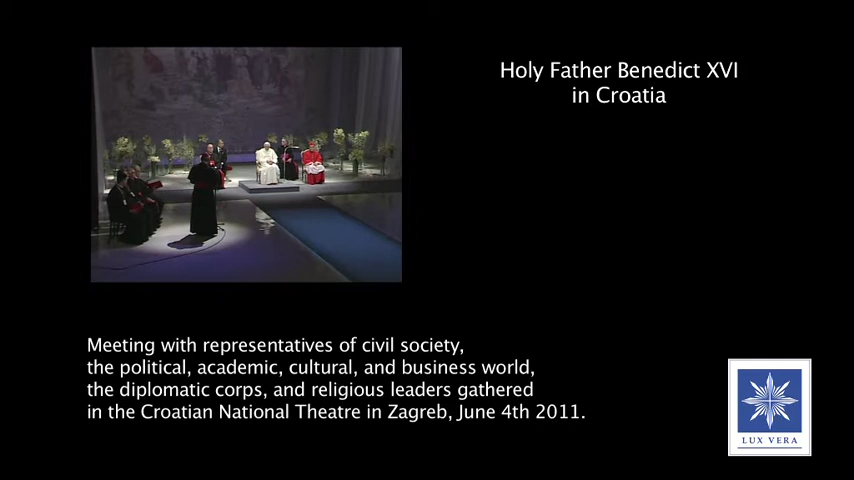 Holy Father Benedict XVI
in Croatia
Meeting with representatives of civil society,
the political, academic, cultural, and business world,
the diplomatic corps, and religious leaders gathered
in the Croatian National Theatre in Zagreb, June 4th 2011.
LUX VERA